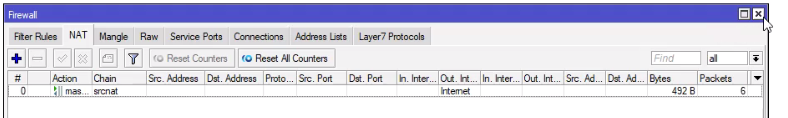 Firewall
Filter Rules NAT Mangle Raw Service Ports Connections Address Lists Layer7 Protocols
Reset Counters Reset All Counters Find all
# Action Chain Src. Address Dst. Address Proto... Src. Port Dst. Port In. Inter... Out. Int... In. Inter... Out. Int... Src. Ad... Dst. Ad... Bytes Packets
0 mas... srcnat Internet 492 B 6